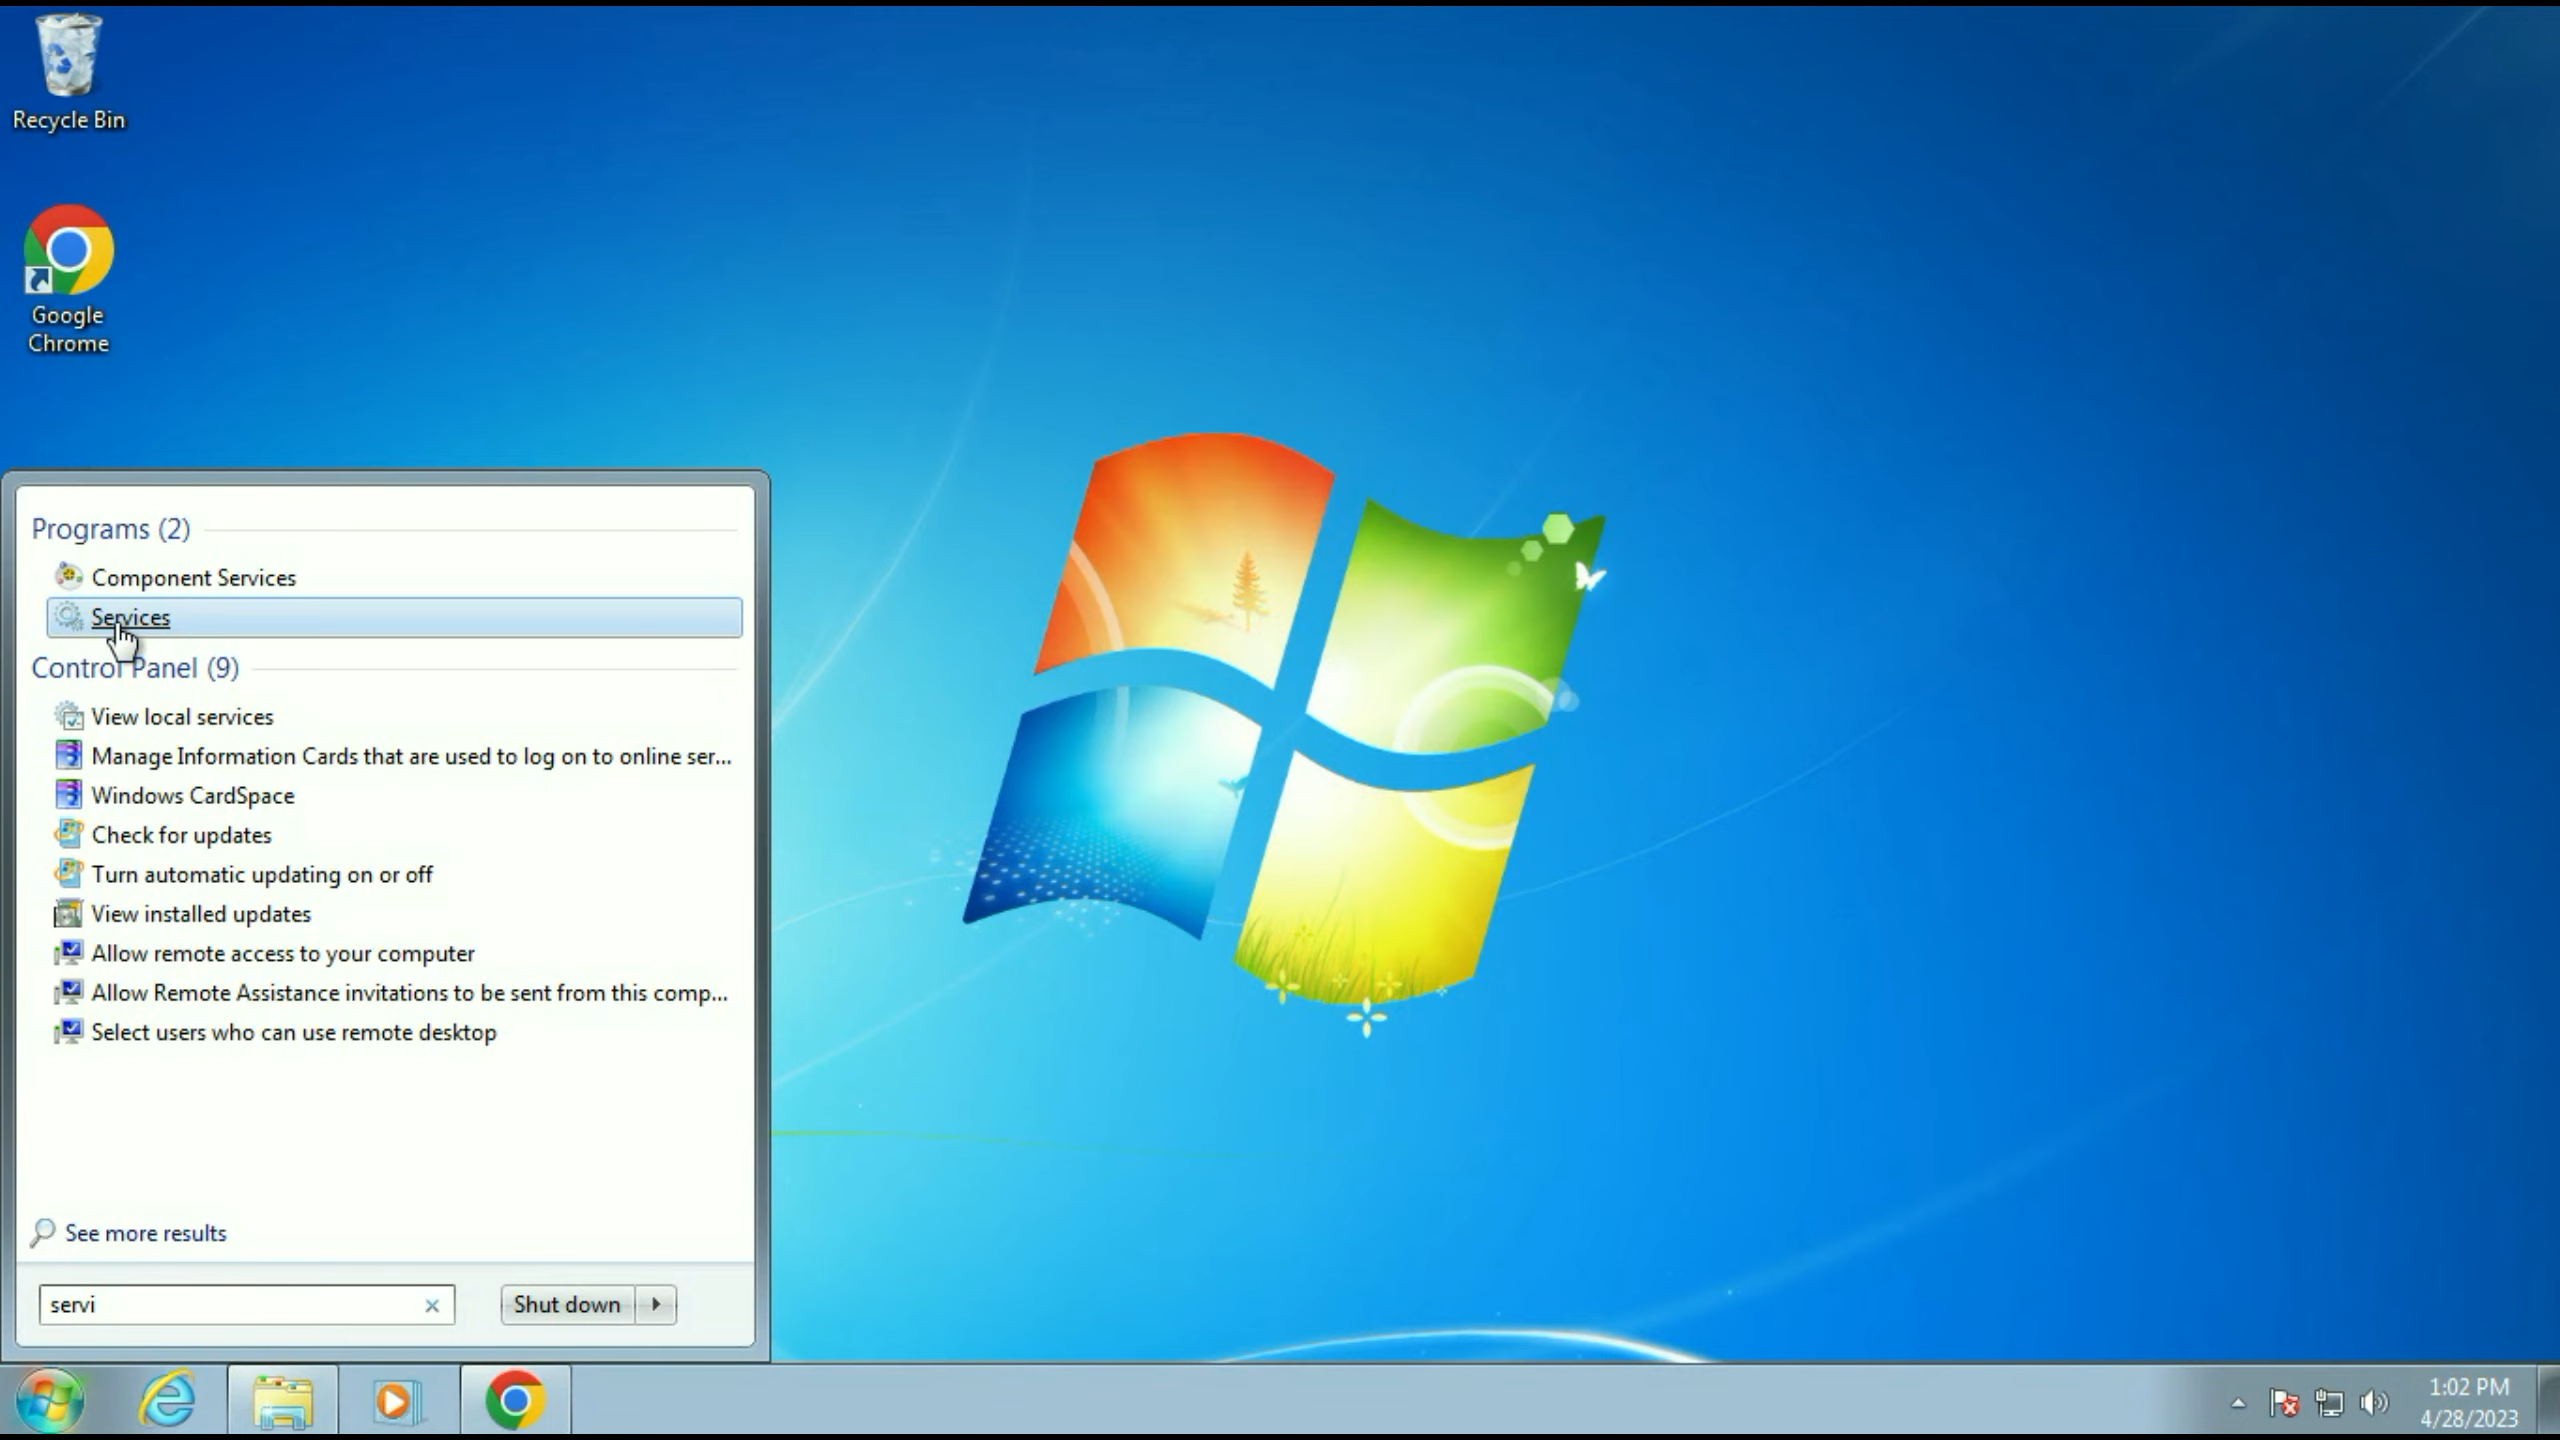 Recycle Bin
Google
Chrome
Programs (2)
Component Services
Services
Control Panel (9)
View local services
Manage Information Cards that are used to log on to online ser...
Windows CardSpace
Check for updates
Turn automatic updating on or off
View installed updates
Allow remote access to your computer
Allow Remote Assistance invitations to be sent from this comp...
Select users who can use remote desktop
See more results
servi
Shut down
1:02 PM
4/28/2023